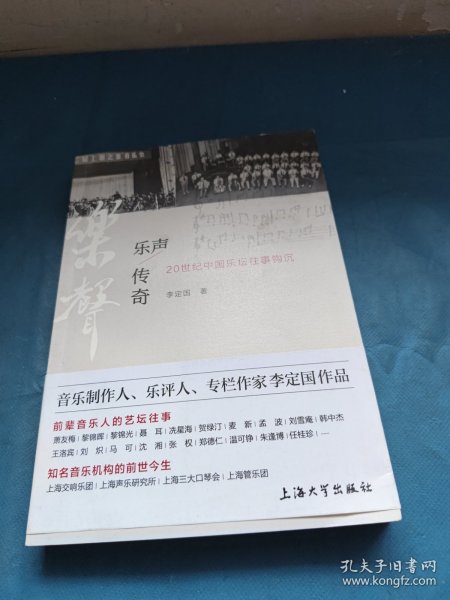 樂聲
乐声
传奇
20世纪中国乐坛往事钩沉
李定国 著
音乐制作人、乐评人、专栏作家李定国作品
前辈音乐人的艺坛往事
萧友梅|黎锦晖|黎锦光|聂 耳|冼星海|贺绿汀|麦 新|孟 波|刘雪庵|韩中杰
王洛宾|刘 炽|马 可|沈 湘|张 权|郑德仁|温可铮|朱逢博|任桂珍|……
知名音乐机构的前世今生
上海交响乐团|上海声乐研究所|上海三大口琴会|上海管乐团
上海大学出版社
孔夫子旧书网
www.kongfz.com